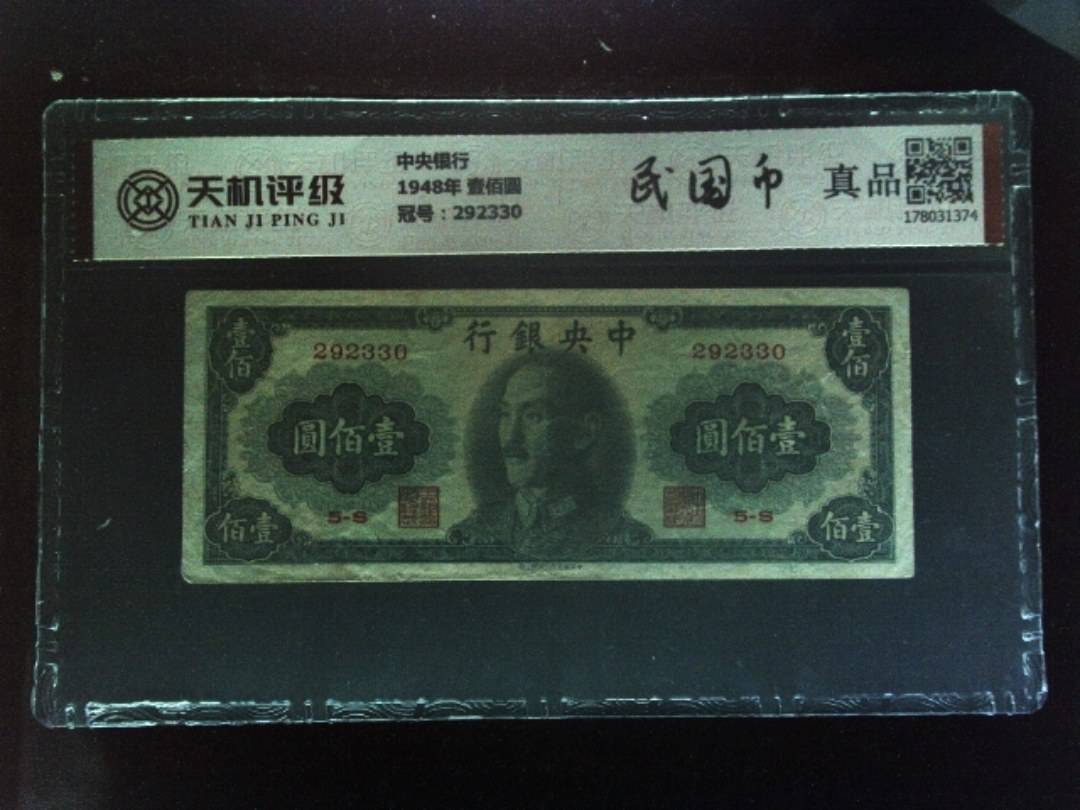 天机评级
TIAN JI PING JI
中央银行
1948年 壹佰圓
冠号：292330
民国币
真品
178031374
行銀央中
壹佰
292330
292330
壹佰
圓佰壹
圓佰壹
5-S
5-S
佰壹
佰壹